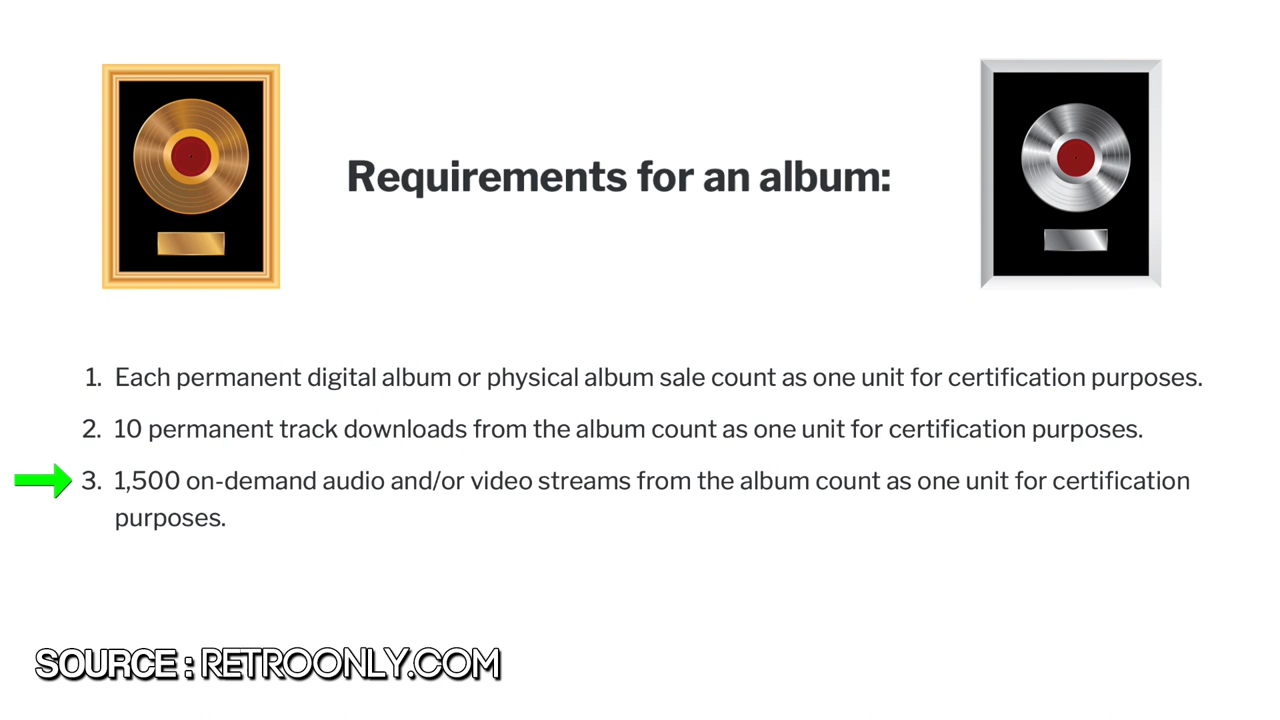 Requirements for an album:
1. Each permanent digital album or physical album sale count as one unit for certification purposes.
2. 10 permanent track downloads from the album count as one unit for certification purposes.
3. 1,500 on-demand audio and/or video streams from the album count as one unit for certification
purposes.
SOURCE : RETROONLY.COM